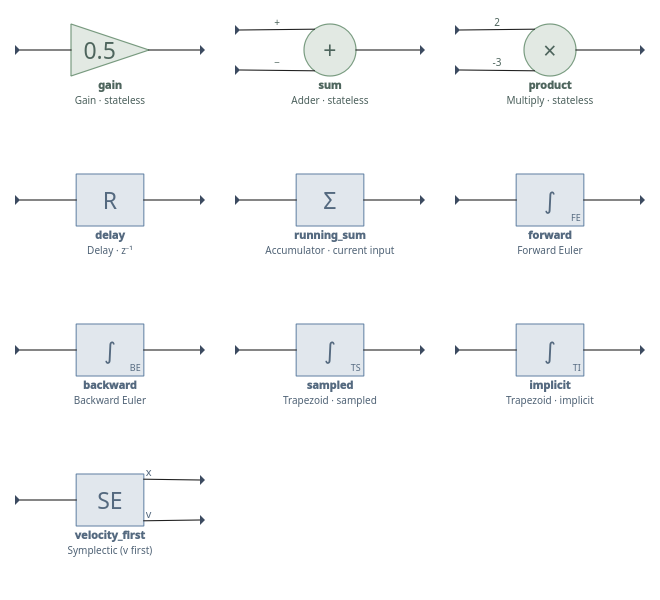 0.5
gain
Gain · stateless
+
−
+
sum
Adder · stateless
2
-3
×
product
Multiply · stateless
R
delay
Delay · z⁻¹
Σ
running_sum
Accumulator · current input
∫
FE
forward
Forward Euler
∫
BE
backward
Backward Euler
∫
TS
sampled
Trapezoid · sampled
∫
TI
implicit
Trapezoid · implicit
SE
x
v
velocity_first
Symplectic (v first)